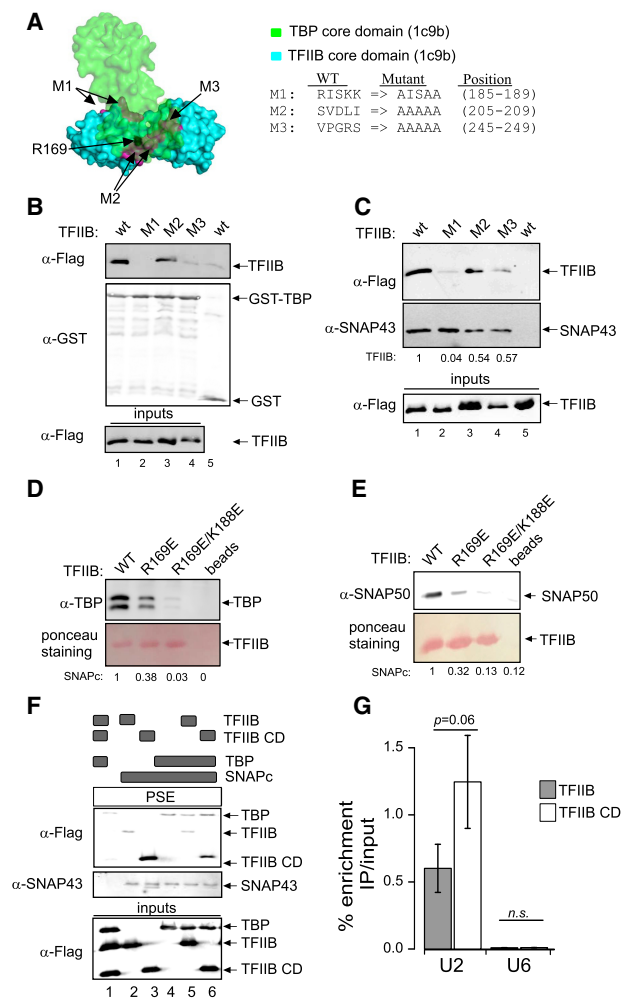 A
TBP core domain (1c9b)
TFIIB core domain (1c9b)
M1
M3
R169
M2
WT Mutant Position
M1: RISKK => AISAA (185-189)
M2: SVDLI => AAAAA (205-209)
M3: VPGRS => AAAAA (245-249)
B
TFIIB: wt M1 M2 M3 wt
α-Flag TFIIB
GST-TBP
α-GST
GST
inputs
α-Flag TFIIB
1 2 3 4 5
C
TFIIB: wt M1 M2 M3 wt
α-Flag TFIIB
α-SNAP43 SNAP43
TFIIB: 1 0.04 0.54 0.57
inputs
α-Flag TFIIB
1 2 3 4 5
D
TFIIB: WT R169E R169E/K188E beads
α-TBP TBP
ponceau staining TFIIB
SNAPc: 1 0.38 0.03 0
E
TFIIB: WT R169E R169E/K188E beads
α-SNAP50 SNAP50
ponceau staining TFIIB
SNAPc: 1 0.32 0.13 0.12
F
TFIIB
TFIIB CD
TBP
SNAPc
PSE
TBP
α-Flag TFIIB
TFIIB CD
α-SNAP43 SNAP43
inputs
TBP
α-Flag TFIIB
TFIIB CD
1 2 3 4 5 6
G
p=0.06
1.5
TFIIB
TFIIB CD
1.0
% enrichment
IP/input
0.5
n.s.
0.0
U2 U6